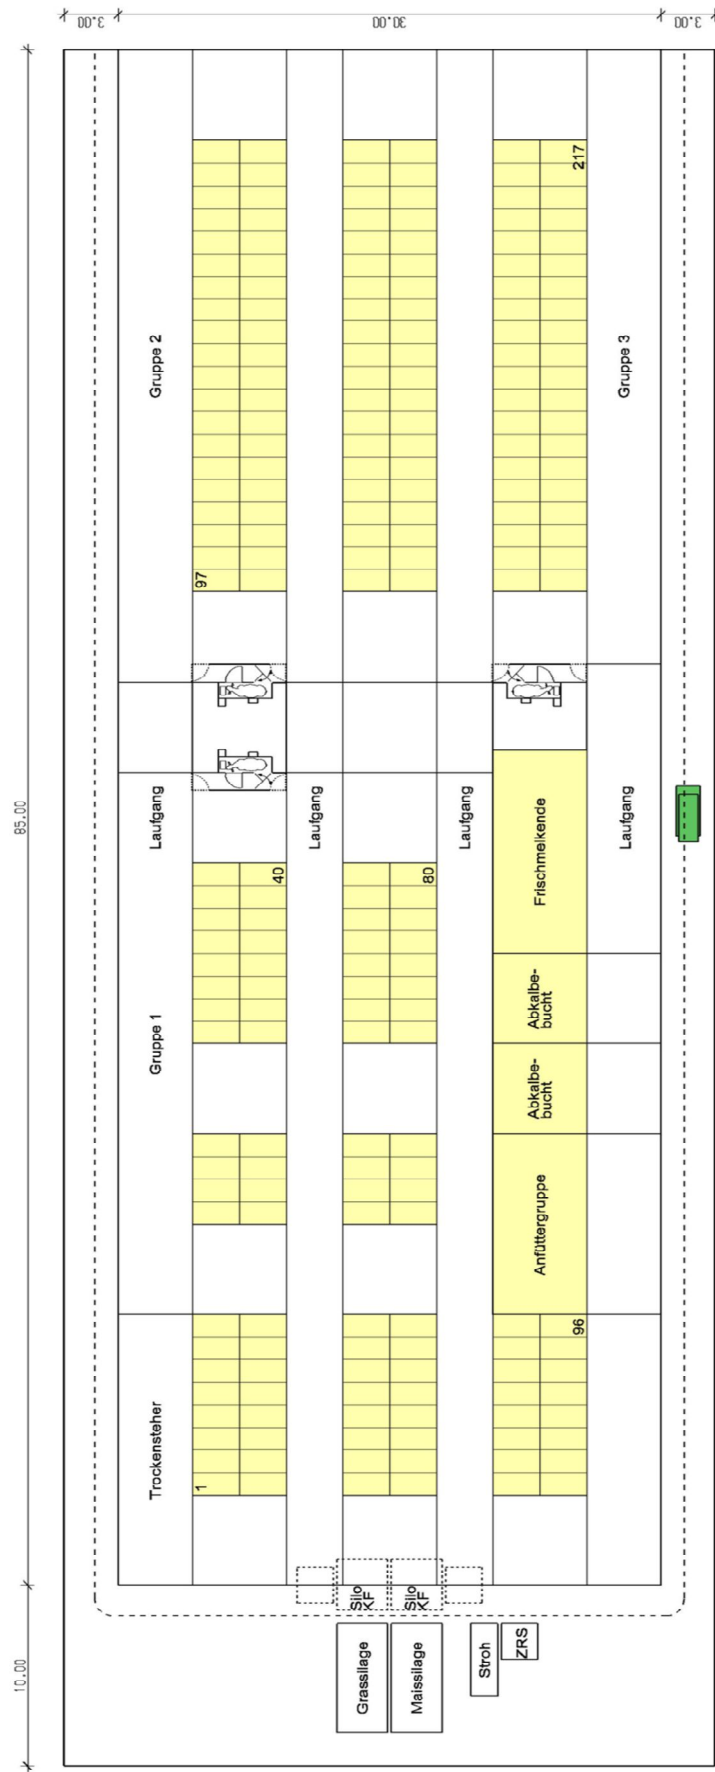 3.00
30.00
3.00
85.00
10.00
217
Gruppe 2
Gruppe 3
97
Laufgang
Laufgang
Laufgang
Laufgang
40
80
Frischmelkende
Gruppe 1
Abkalbe-
bucht
Abkalbe-
bucht
Anfüttergruppe
96
Trockensteher
1
Silo
KF
Silo
KF
Grassilage
Maissilage
Stroh
ZRS